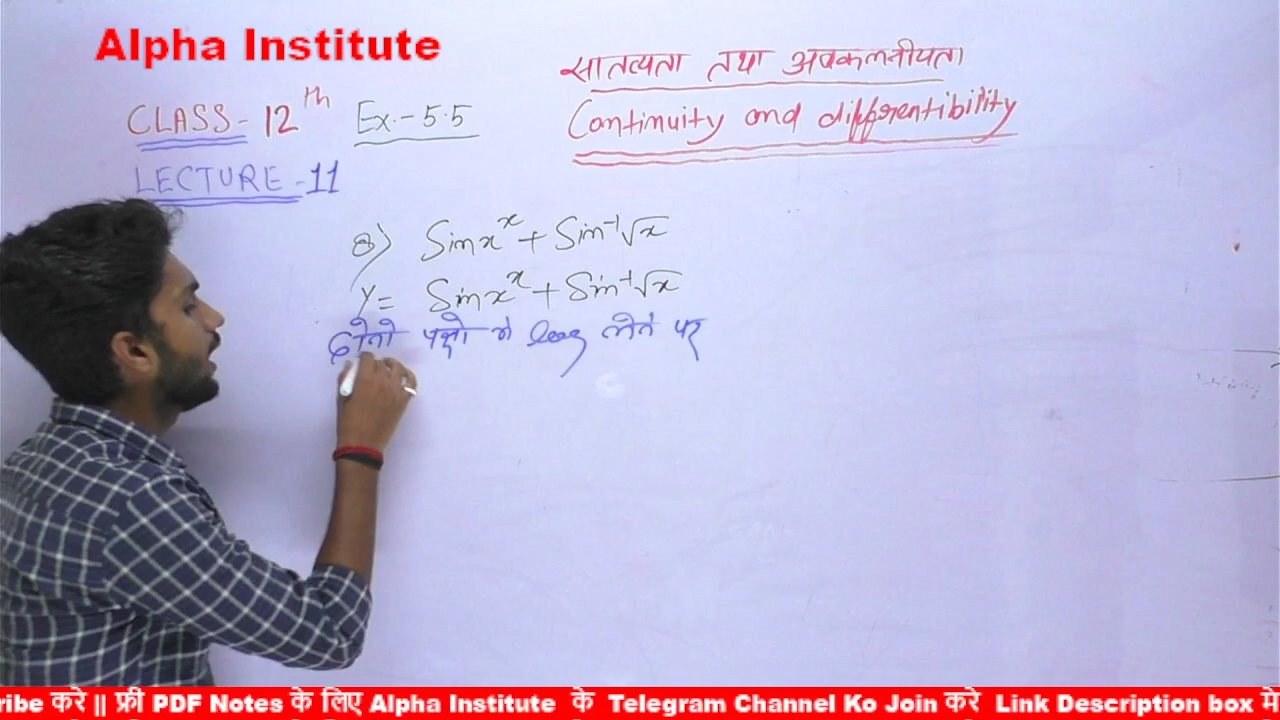 Alpha Institute
सातत्यता तथा अवकलनीयता
CLASS - 12th Ex.- 5.5
Continuity and differentibility
LECTURE - 11
8) Sinx^x + Sin⁻¹√x
y = Sinx^x + Sin⁻¹√x
दोनो पक्षो मे log लेने पर
ribe करे || फ्री PDF Notes के लिए Alpha Institute के Telegram Channel Ko Join करे Link Description box मे